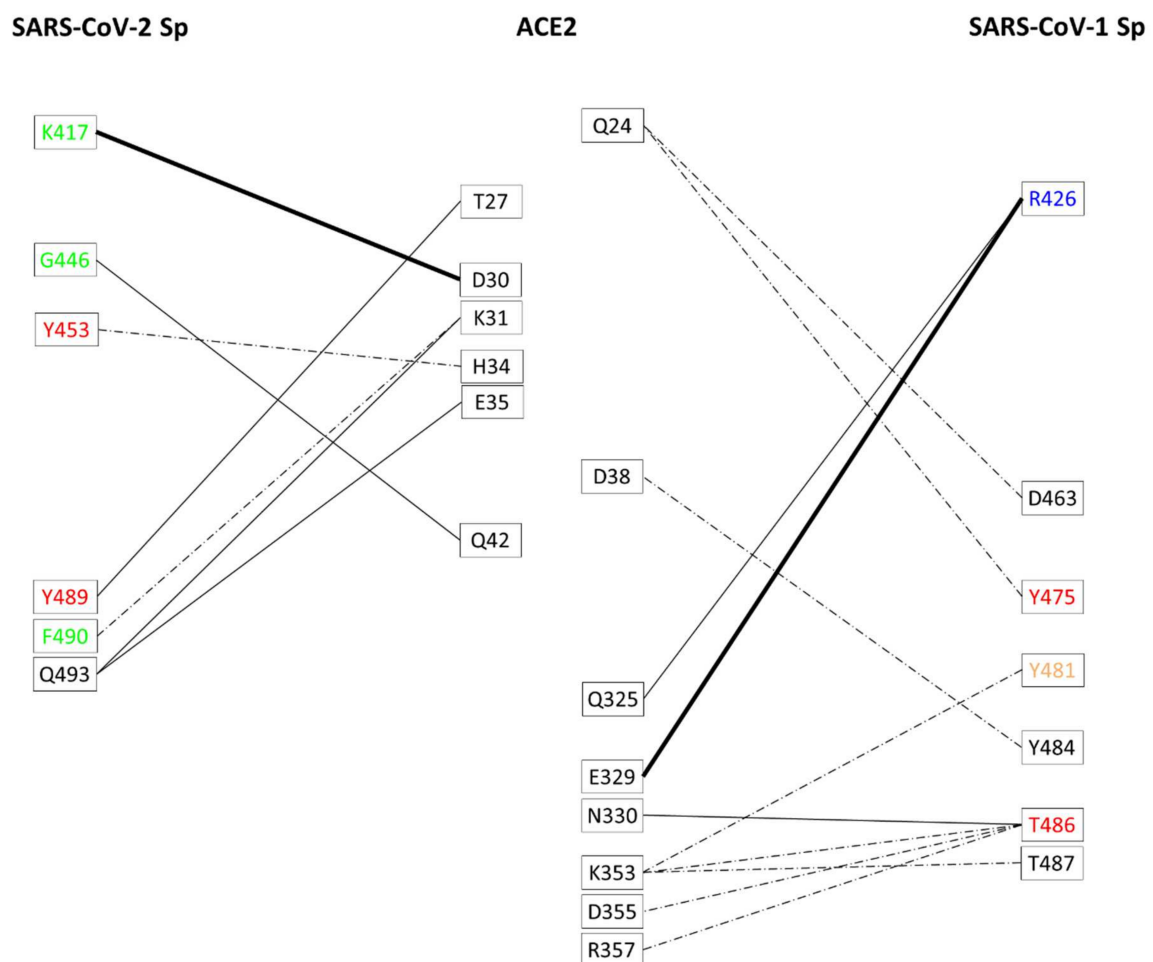 SARS-CoV-2 Sp
ACE2
SARS-CoV-1 Sp
K417
G446
Y453
Y489
F490
Q493
T27
D30
K31
H34
E35
Q42
Q24
D38
Q325
E329
N330
K353
D355
R357
R426
D463
Y475
Y481
Y484
T486
T487